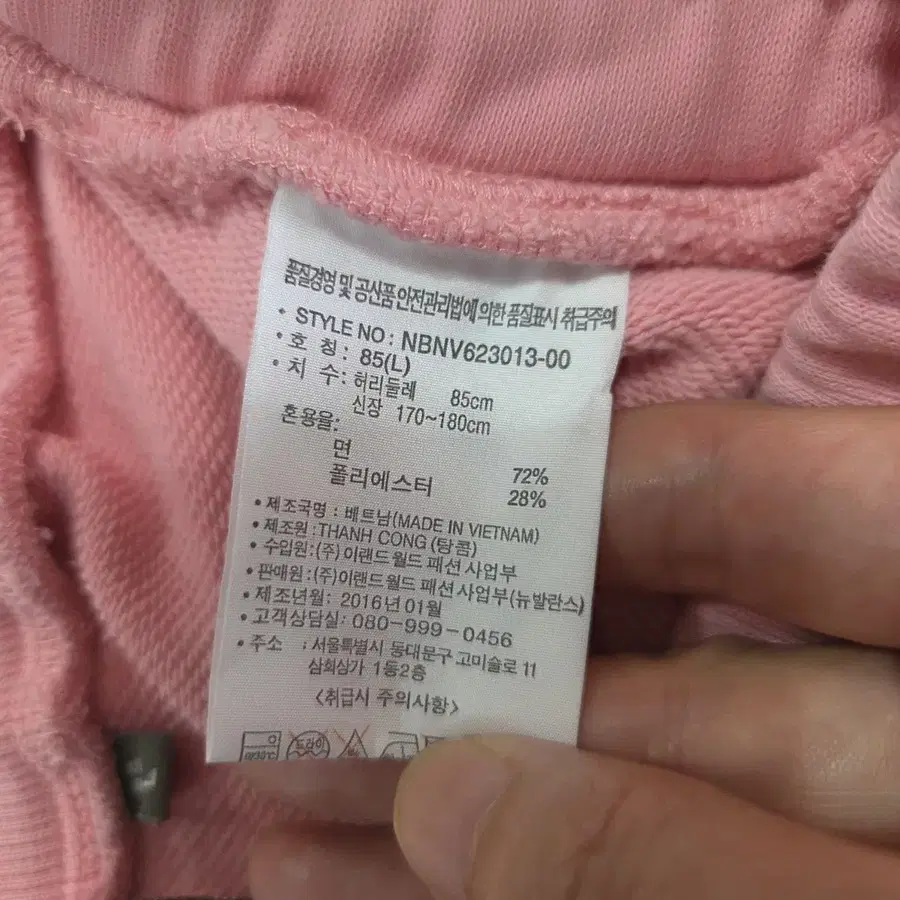 품질경영 및 공산품 안전관리법에 의한 품질표시 취급주의
• STYLE NO : NBNV623013-00
• 호 칭 : 85(L)
• 치 수 : 허리둘레 85cm
신장 170~180cm
혼용율:
면 72%
폴리에스터 28%
• 제조국명 : 베트남(MADE IN VIETNAM)
• 제조원 : THANH CONG (탕콤)
• 수입원:(주)이랜드월드 패션 사업부
• 판매원:(주)이랜드월드 패션 사업부(뉴발란스)
• 제조년월: 2016년 01월
• 고객상담실: 080-999-0456
• 주소 : 서울특별시 동대문구 고미술로 11
삼희상가 1동2층
<취급시 주의사항>
드라이